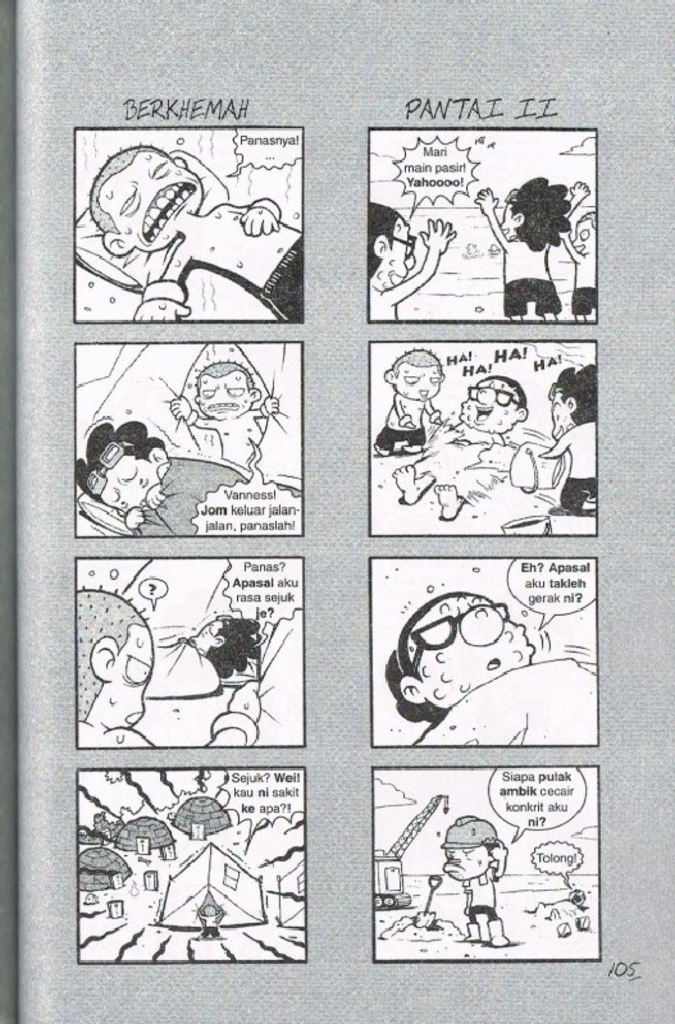 BERKHEMAH
Panasnya!
...
Vanness!
Jom keluar jalan-
jalan, panaslah!
?
Panas?
Apasal aku
rasa sejuk
je?
Sejuk? Wei!
kau ni sakit
ke apa?!
PANTAI II
Mari
main pasir!
Yahoooo!
HA!
HA!
HA!
HA!
Eh? Apasal
aku takleh
gerak ni?
Siapa pulak
ambik cecair
konkrit aku
ni?
Tolong!
105